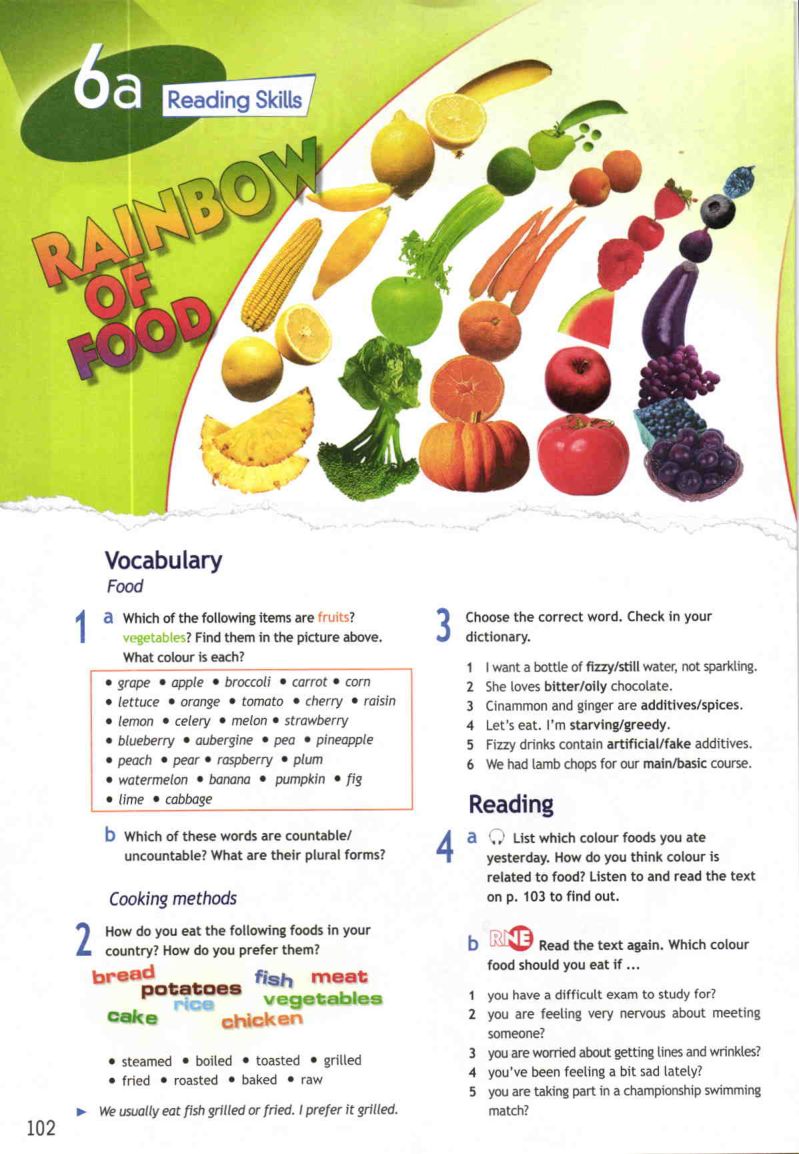 6a Reading Skills
RAINBOW
OF
FOOD
Vocabulary
Food
1 a Which of the following items are fruits?
vegetables? Find them in the picture above.
What colour is each?
• grape • apple • broccoli • carrot • corn
• lettuce • orange • tomato • cherry • raisin
• lemon • celery • melon • strawberry
• blueberry • aubergine • pea • pineapple
• peach • pear • raspberry • plum
• watermelon • banana • pumpkin • fig
• lime • cabbage
b Which of these words are countable/
uncountable? What are their plural forms?
Cooking methods
2 How do you eat the following foods in your
country? How do you prefer them?
bread fish meat
potatoes rice vegetables
cake chicken
• steamed • boiled • toasted • grilled
• fried • roasted • baked • raw
► We usually eat fish grilled or fried. I prefer it grilled.
3 Choose the correct word. Check in your
dictionary.
1 I want a bottle of fizzy/still water, not sparkling.
2 She loves bitter/oily chocolate.
3 Cinammon and ginger are additives/spices.
4 Let's eat. I'm starving/greedy.
5 Fizzy drinks contain artificial/fake additives.
6 We had lamb chops for our main/basic course.
Reading
4 a List which colour foods you ate
yesterday. How do you think colour is
related to food? Listen to and read the text
on p. 103 to find out.
b RNE Read the text again. Which colour
food should you eat if ...
1 you have a difficult exam to study for?
2 you are feeling very nervous about meeting
someone?
3 you are worried about getting lines and wrinkles?
4 you've been feeling a bit sad lately?
5 you are taking part in a championship swimming
match?
102